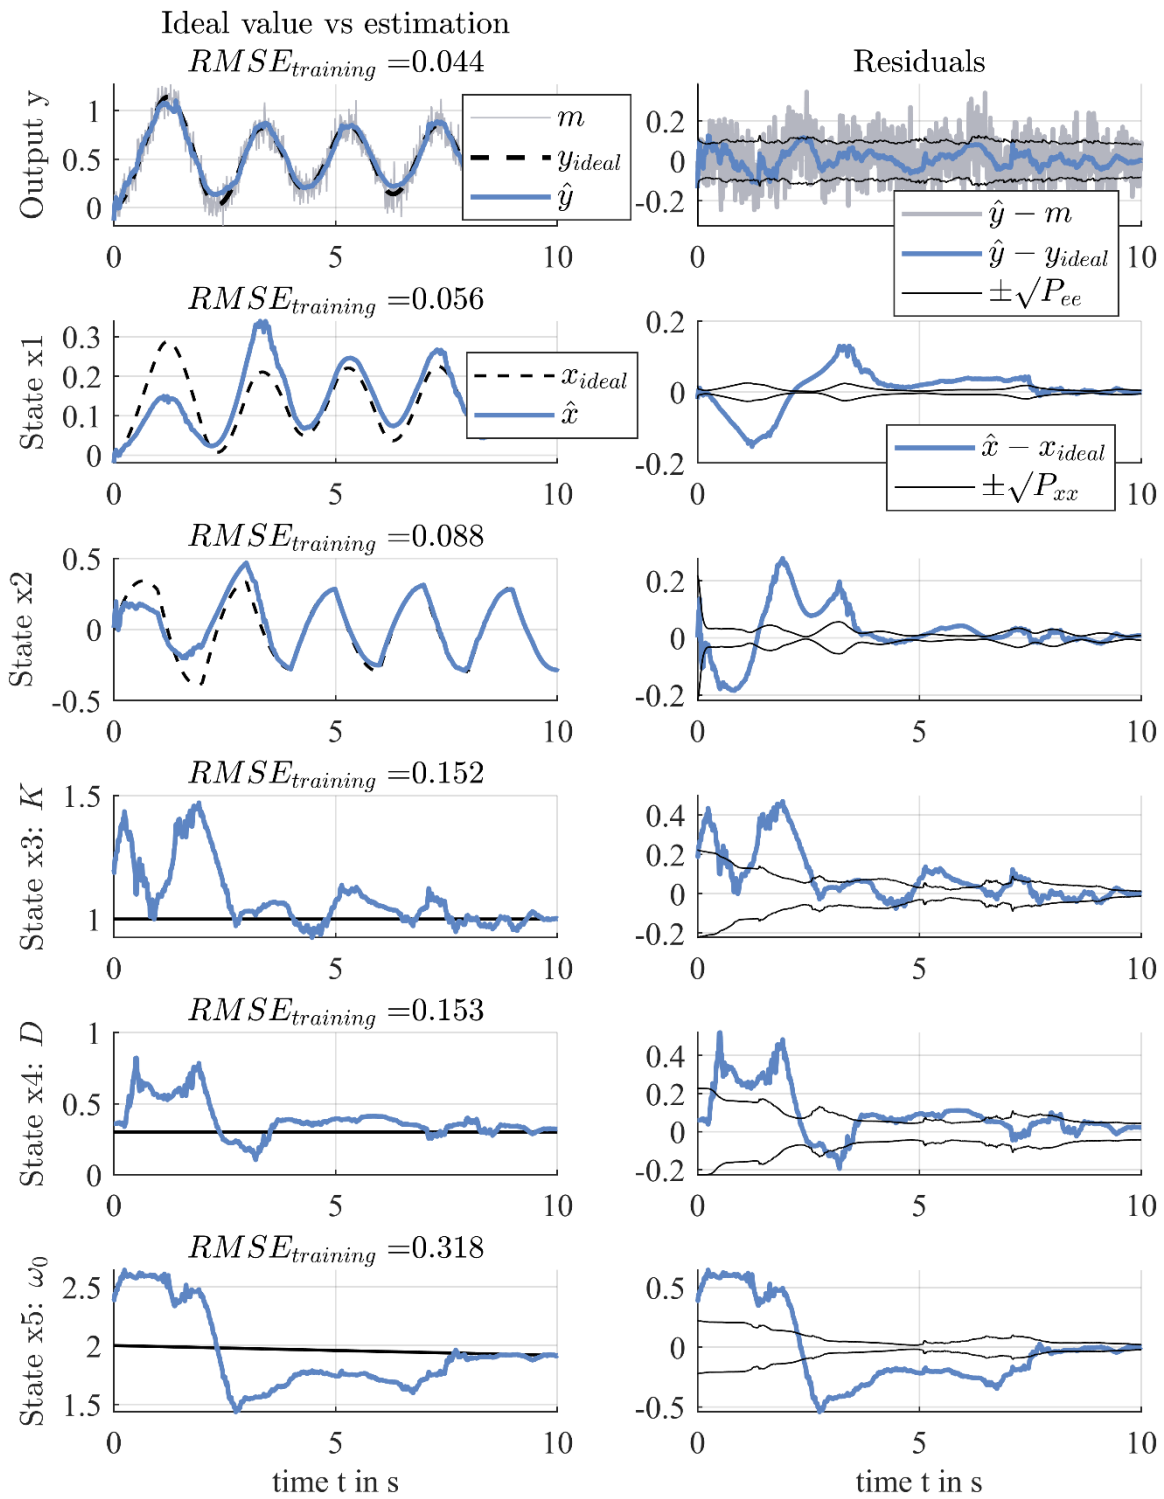 Ideal value vs estimation
RMSE_training =0.044
Residuals
Output y
1
0.5
0
m
y_ideal
ŷ
0
5
0.2
0
-0.2
ŷ − m
ŷ − y_ideal
±√P_ee
0
10
RMSE_training =0.056
State x1
0.3
0.2
0.1
0
x_ideal
x̂
0
5
10
0.2
0
-0.2
x̂ − x_ideal
±√P_xx
0
10
RMSE_training =0.088
State x2
0.5
0
-0.5
0
5
10
0.2
0
-0.2
0
5
10
RMSE_training =0.152
State x3: K
1.5
1
0
5
10
0.4
0.2
0
-0.2
0
5
10
RMSE_training =0.153
State x4: D
1
0.5
0
0
5
10
0.4
0.2
0
-0.2
0
5
10
RMSE_training =0.318
State x5: ω₀
2.5
2
1.5
0
5
10
time t in s
0.5
0
-0.5
0
5
10
time t in s